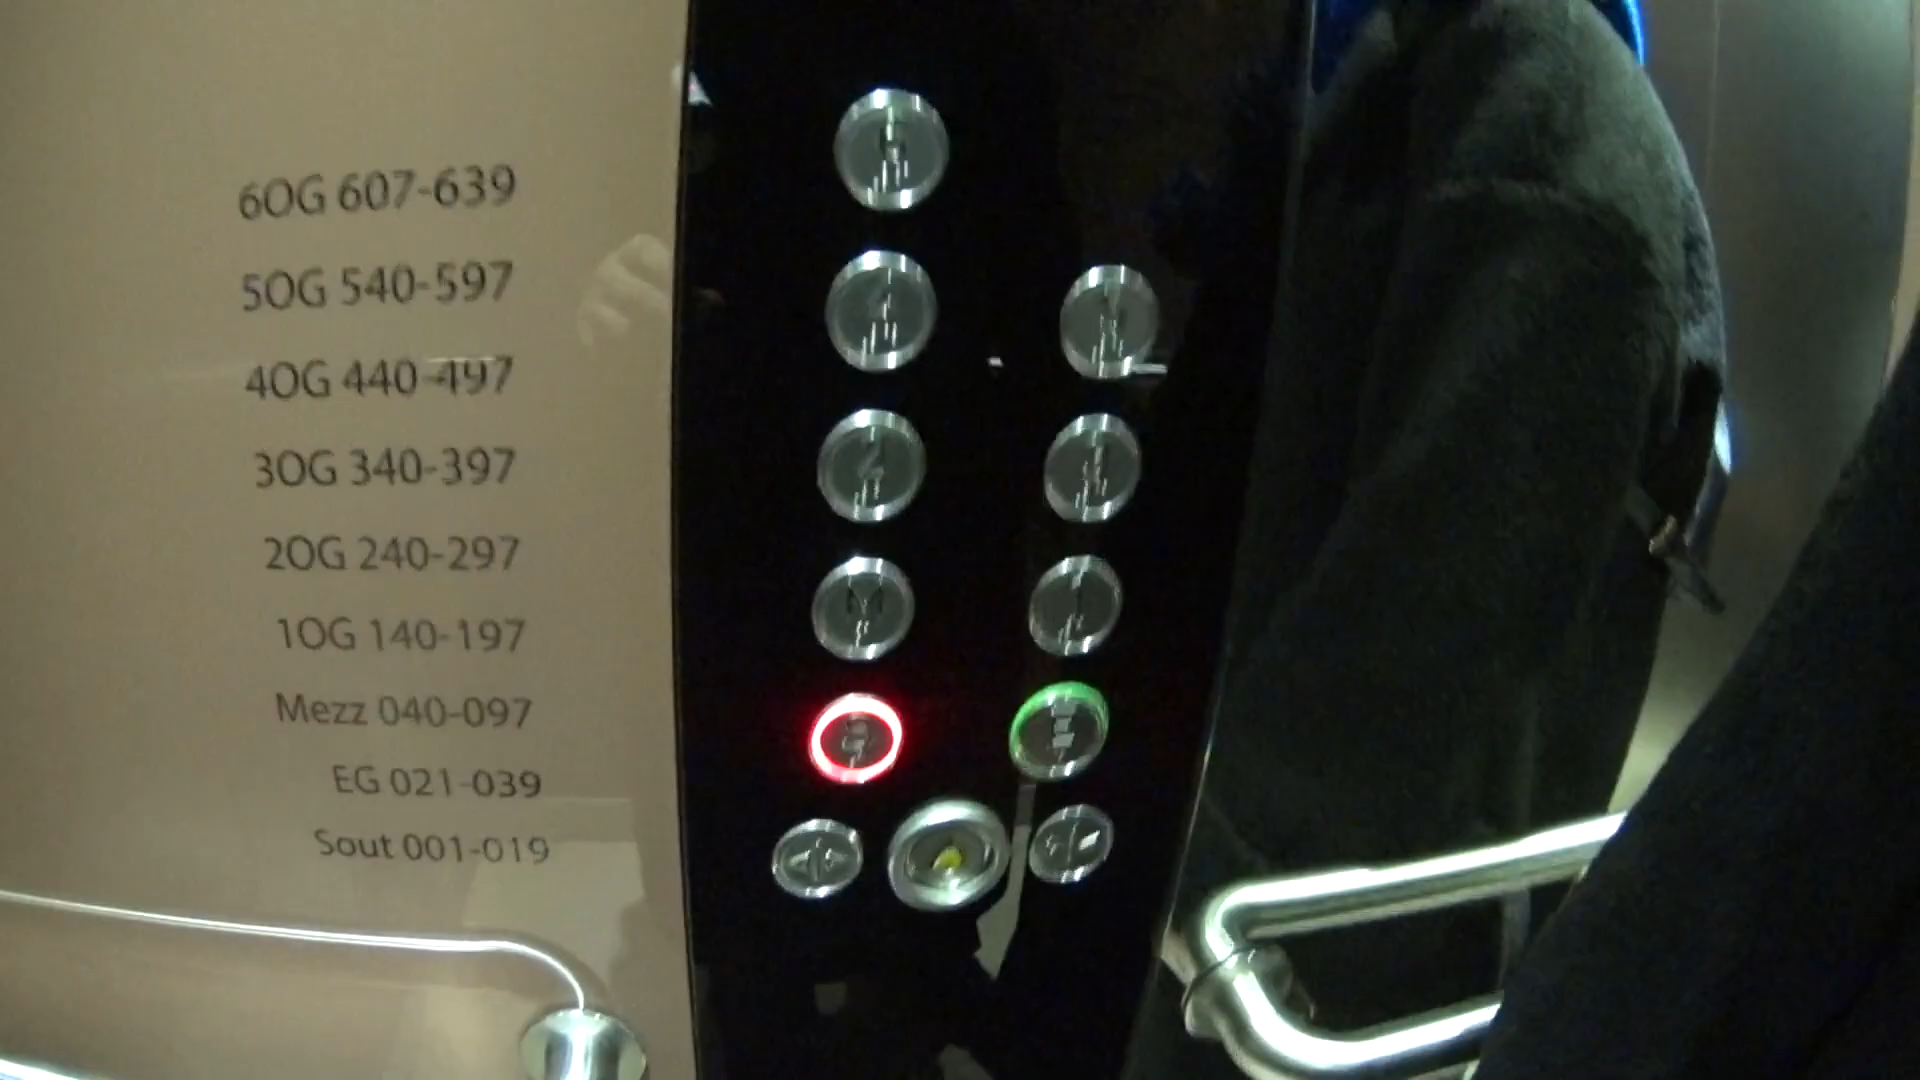 6OG 607-639
5OG 540-597
4OG 440-497
3OG 340-397
2OG 240-297
1OG 140-197
Mezz 040-097
EG 021-039
Sout 001-019
M